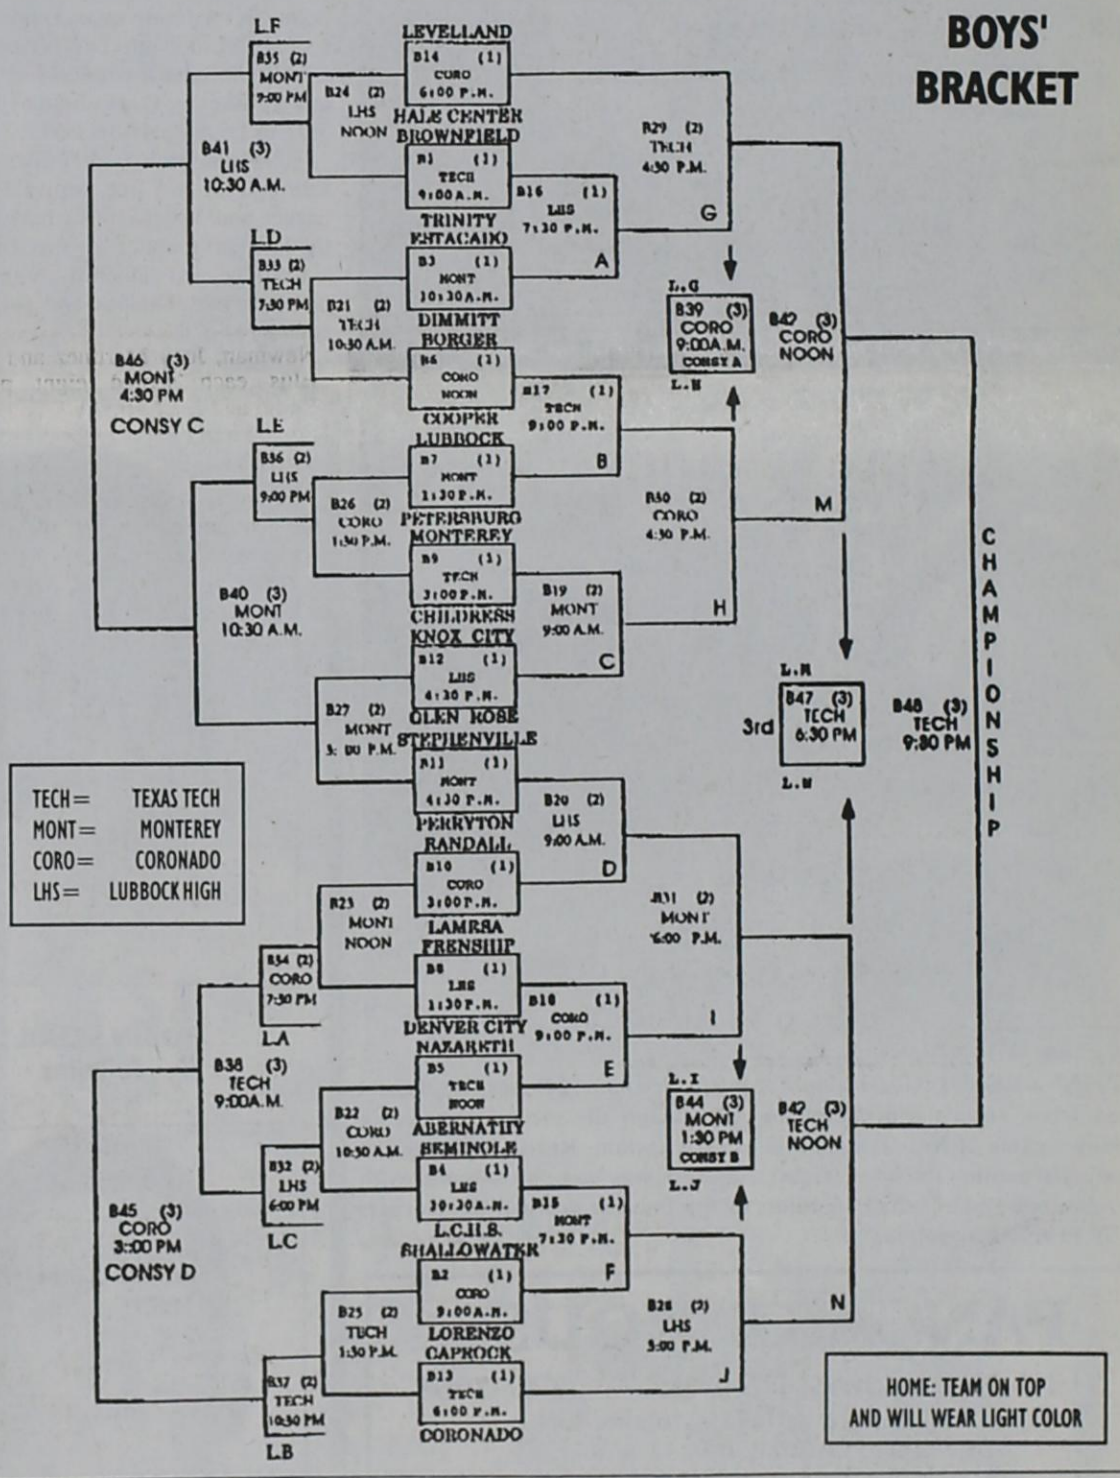 BOYS'
BRACKET
L.F
B35 (2)
MONT
9:00 PM
B24 (2)
LHS
NOON
LEVELLAND
B14 (1)
CORO
6:00 P.M.
HALE CENTER
BROWNFIELD
B1 (1)
TECH
9:00A.M.
TRINITY
ESTACADO
B3 (1)
MONT
10:30A.M.
DIMMITT
BORGER
B6 (1)
CORO
NOON
COOPER
LUBBOCK
B7 (1)
MONT
1:30P.M.
PETERSBURG
MONTEREY
B9 (1)
TECH
3:00P.M.
CHILDRESS
KNOX CITY
B12 (1)
LHS
4:30 P.M.
GLEN ROSE
STEPHENVILLE
B11 (1)
MONT
4:30 P.M.
PERRYTON
RANDALL
B10 (1)
CORO
3:00P.M.
LAMESA
FRENSHIP
B8 (1)
LHS
1:30P.M.
DENVER CITY
NAZARETH
B5 (1)
TECH
NOON
ABERNATHY
SEMINOLE
B4 (1)
LHS
10:30A.M.
L.C.H.S.
SHALLOWATER
B2 (1)
CORO
9:00A.M.
LORENZO
CAPROCK
B13 (1)
TECH
6:00 P.M.
CORONADO
B41 (3)
LHS
10:30 A.M.
L.D
B33 (2)
TECH
7:30 PM
B21 (2)
TECH
10:30 A.M.
B46 (3)
MONT
4:30 PM
CONSY C
L.E
B36 (2)
LHS
9:00 PM
B26 (2)
CORO
1:30 P.M.
B40 (3)
MONT
10:30 A.M.
B27 (2)
MONT
3: 00 P.M.
TECH= TEXAS TECH
MONT= MONTEREY
CORO= CORONADO
LHS= LUBBOCK HIGH
B23 (2)
MONT
NOON
B34 (2)
CORO
7:30 PM
L.A
B38 (3)
TECH
9:00A.M.
B22 (2)
CORO
10:30 A.M.
B32 (2)
LHS
6:00 PM
L.C
B45 (3)
CORO
3:00 PM
CONSY D
B25 (2)
TECH
1:30 P.M.
B37 (2)
TECH
10:30 PM
L.B
B16 (1)
LHS
7:30 P.M.
A
B17 (1)
TECH
9:00 P.M.
B
B19 (2)
MONT
9:00 A.M.
C
B20 (2)
LHS
9:00 A.M.
D
B18 (1)
CORO
9:00 P.M.
E
B15 (1)
MONT
7:30 P.M.
F
B29 (2)
TECH
4:30 P.M.
G
B30 (2)
CORO
4:30 P.M.
H
B31 (2)
MONT
6:00 P.M.
I
B28 (2)
LHS
3:00 P.M.
J
L.G
B39 (3)
CORO
9:00A.M.
CONSY A
L.H
B42 (3)
CORO
NOON
M
L.M
B47 (3)
TECH
6:30 PM
3rd
L.N
B48 (3)
TECH
9:30 PM
CHAMPIONSHIP
L.I
B44 (3)
MONT
1:30 PM
CONSY B
L.J
B42 (3)
TECH
NOON
N
HOME: TEAM ON TOP
AND WILL WEAR LIGHT COLOR